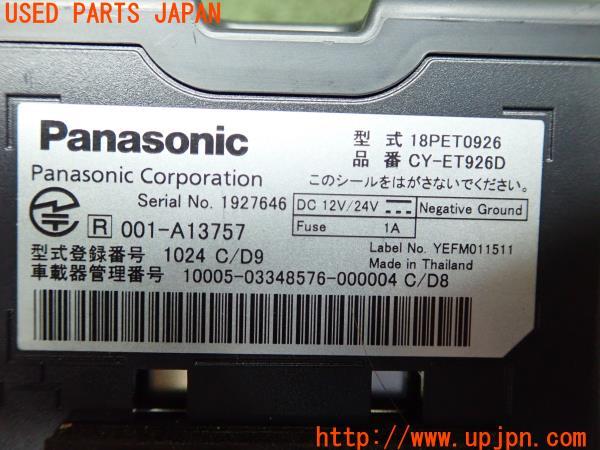 USED PARTS JAPAN
Panasonic
型 式 18PET0926
品 番 CY-ET926D
Panasonic Corporation
このシールをはがさないでください。
Serial No. 1927646
DC 12V/24V Negative Ground
Fuse 1A
R 001-A13757
Label No. YEFM011511
型式登録番号 1024 C/D9
Made in Thailand
車載器管理番号 10005-03348576-000004 C/D8
http://www.upjpn.com